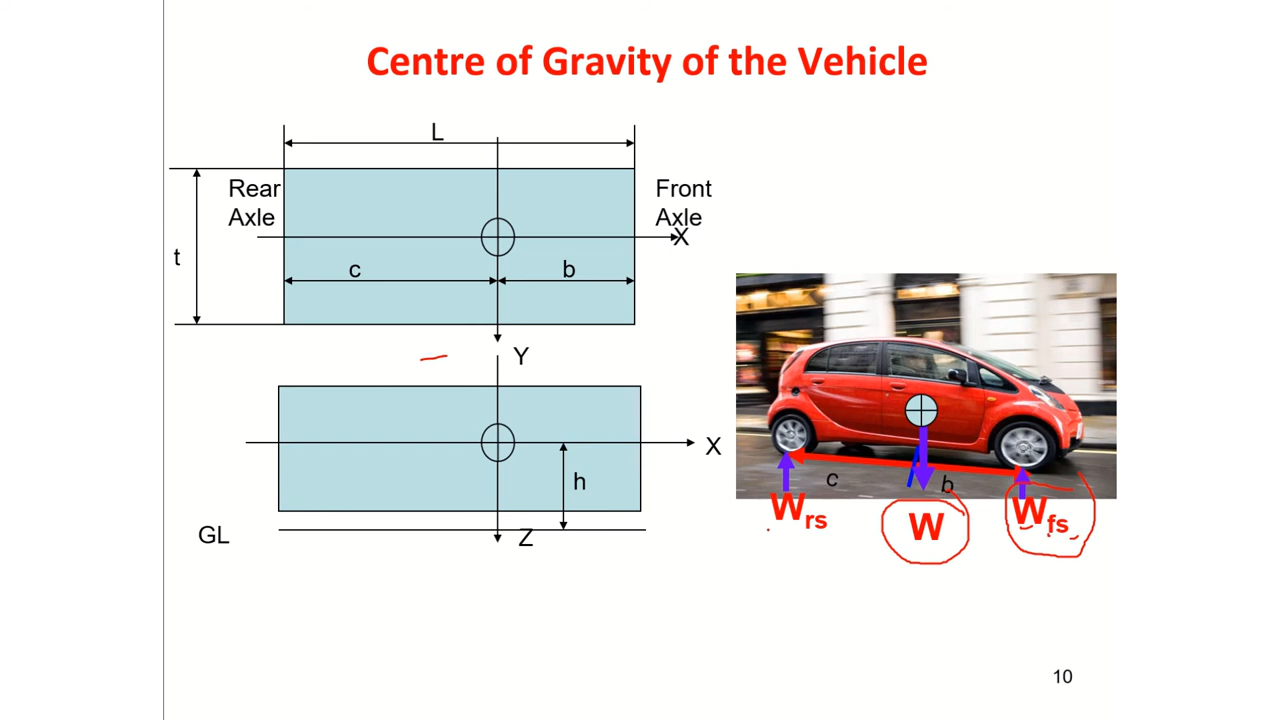 Centre of Gravity of the Vehicle
L
Rear
Axle
Front
Axle
X
t
c
b
Y
X
h
GL
Z
c
b
Wrs
W
Wfs
10